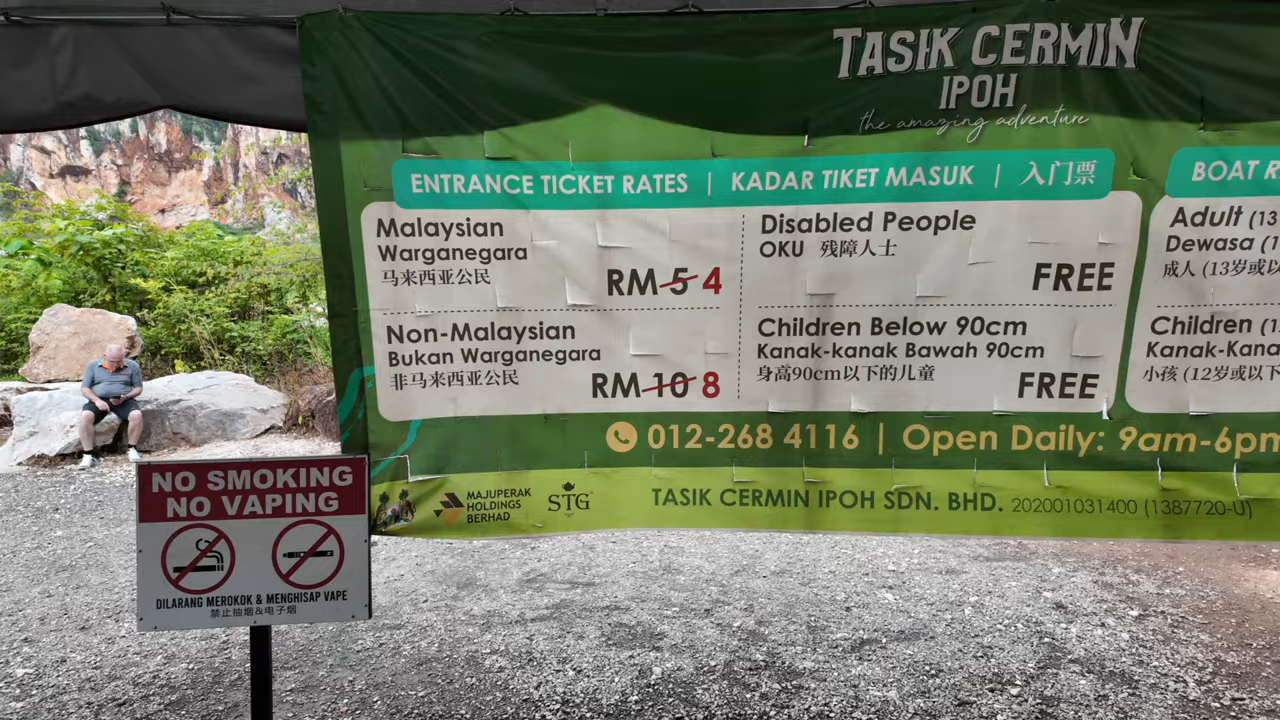 TASIK CERMIN
IPOH
the amazing adventure
ENTRANCE TICKET RATES | KADAR TIKET MASUK | 入门票
Malaysian
Warganegara
马来西亚公民
RM 5 4
Disabled People
OKU 残障人士
FREE
Non-Malaysian
Bukan Warganegara
非马来西亚公民
RM 10 8
Children Below 90cm
Kanak-kanak Bawah 90cm
身高90cm以下的儿童
FREE
BOAT R
Adult (13
Dewasa (1
成人 (13岁或以
Children (1
Kanak-Kana
小孩 (12岁或以下
012-268 4116 | Open Daily: 9am-6pm
MAJUPERAK
HOLDINGS
BERHAD
STG
TASIK CERMIN IPOH SDN. BHD. 202001031400 (1387720-U)
NO SMOKING
NO VAPING
DILARANG MEROKOK & MENGHISAP VAPE
禁止抽烟&电子烟